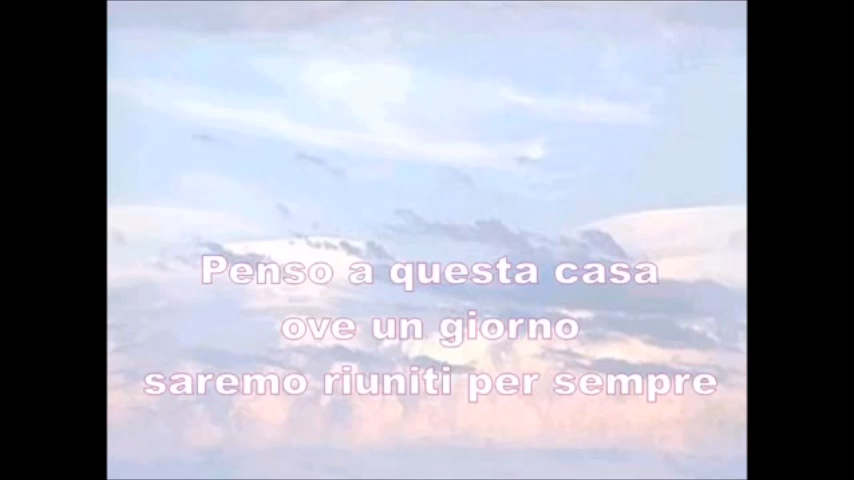 Penso a questa casa
ove un giorno
saremo riuniti per sempre